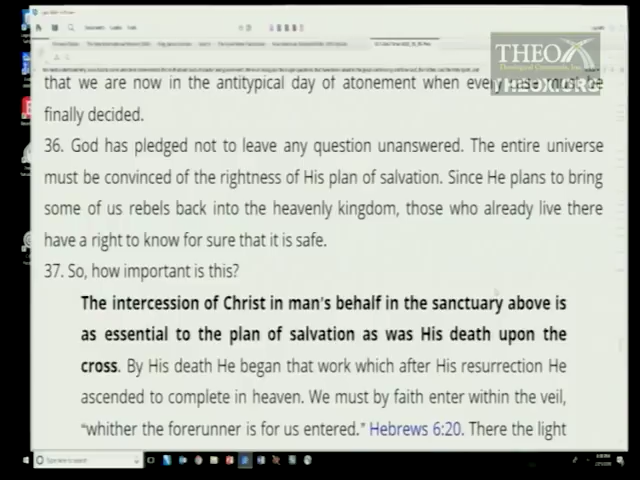 THEO
THEOX.ORG
that we are now in the antitypical day of atonement when every case must be
finally decided.
36. God has pledged not to leave any question unanswered. The entire universe
must be convinced of the rightness of His plan of salvation. Since He plans to bring
some of us rebels back into the heavenly kingdom, those who already live there
have a right to know for sure that it is safe.
37. So, how important is this?
The intercession of Christ in man's behalf in the sanctuary above is
as essential to the plan of salvation as was His death upon the
cross. By His death He began that work which after His resurrection He
ascended to complete in heaven. We must by faith enter within the veil,
“whither the forerunner is for us entered.” Hebrews 6:20. There the light
Type here to search